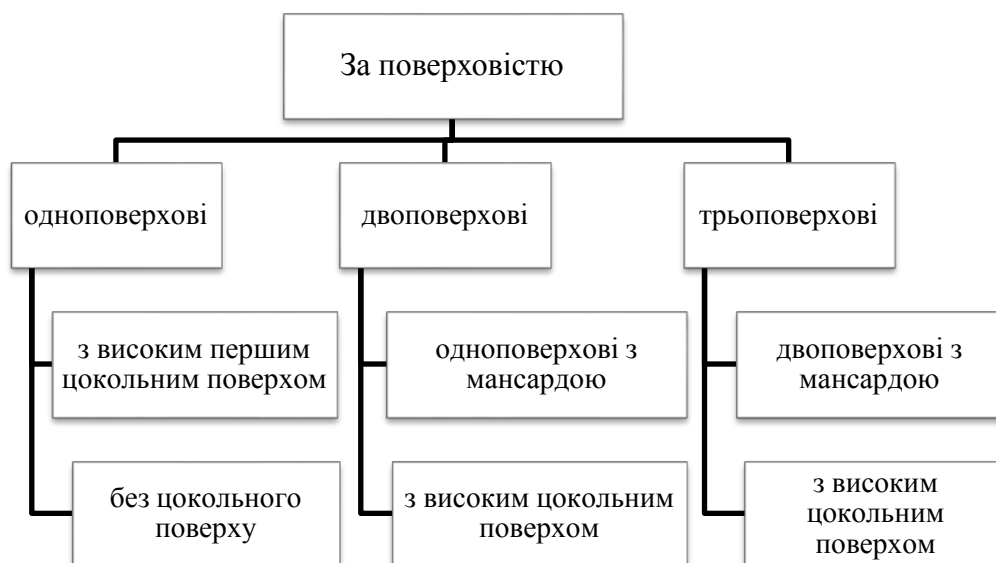 За поверховістю
одноповерхові
двоповерхові
трьоповерхові
з високим першим
цокольним поверхом
одноповерхові з
мансардою
двоповерхові з
мансардою
без цокольного
поверху
з високим цокольним
поверхом
з високим
цокольним
поверхом